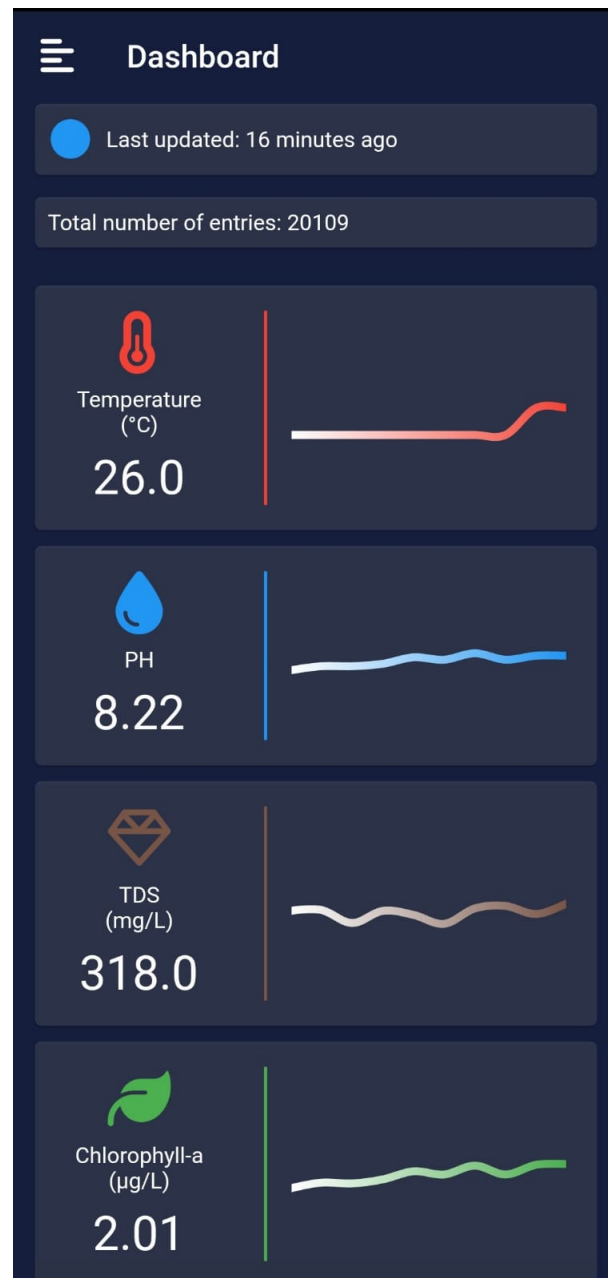 Dashboard
Last updated: 16 minutes ago
Total number of entries: 20109
Temperature
(°C)
26.0
PH
8.22
TDS
(mg/L)
318.0
Chlorophyll-a
(µg/L)
2.01